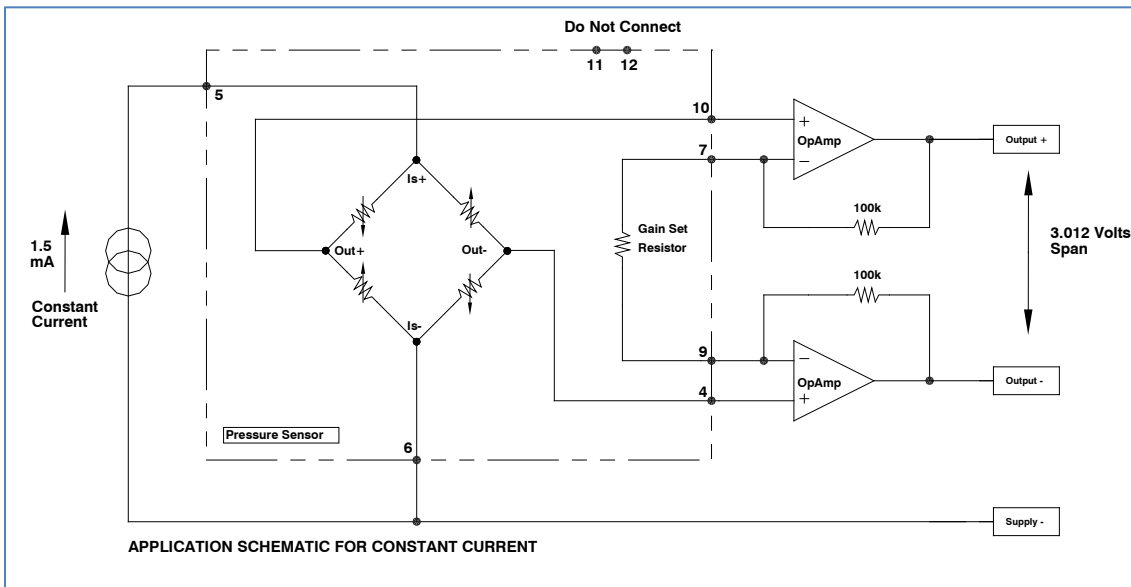 Do Not Connect
11
12
5
10
7
Is+
Out+
Out-
Is-
1.5
mA
Constant
Current
Gain Set
Resistor
+
OpAmp
−
100k
100k
Output +
3.012 Volts
Span
9
4
−
OpAmp
+
Output -
Pressure Sensor
6
Supply -
APPLICATION SCHEMATIC FOR CONSTANT CURRENT